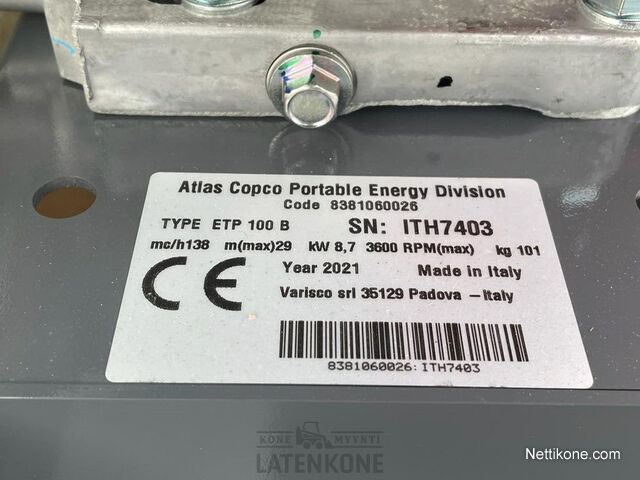 Atlas Copco Portable Energy Division
Code 8381060026
TYPE ETP 100 B SN: ITH7403
mc/h138 m(max)29 kW 8,7 3600 RPM(max) kg 101
CE Year 2021 Made in Italy
Varisco srl 35129 Padova –Italy
8381060026:ITH7403
KONE MYYNTI
LATENKONE
Nettikone.com